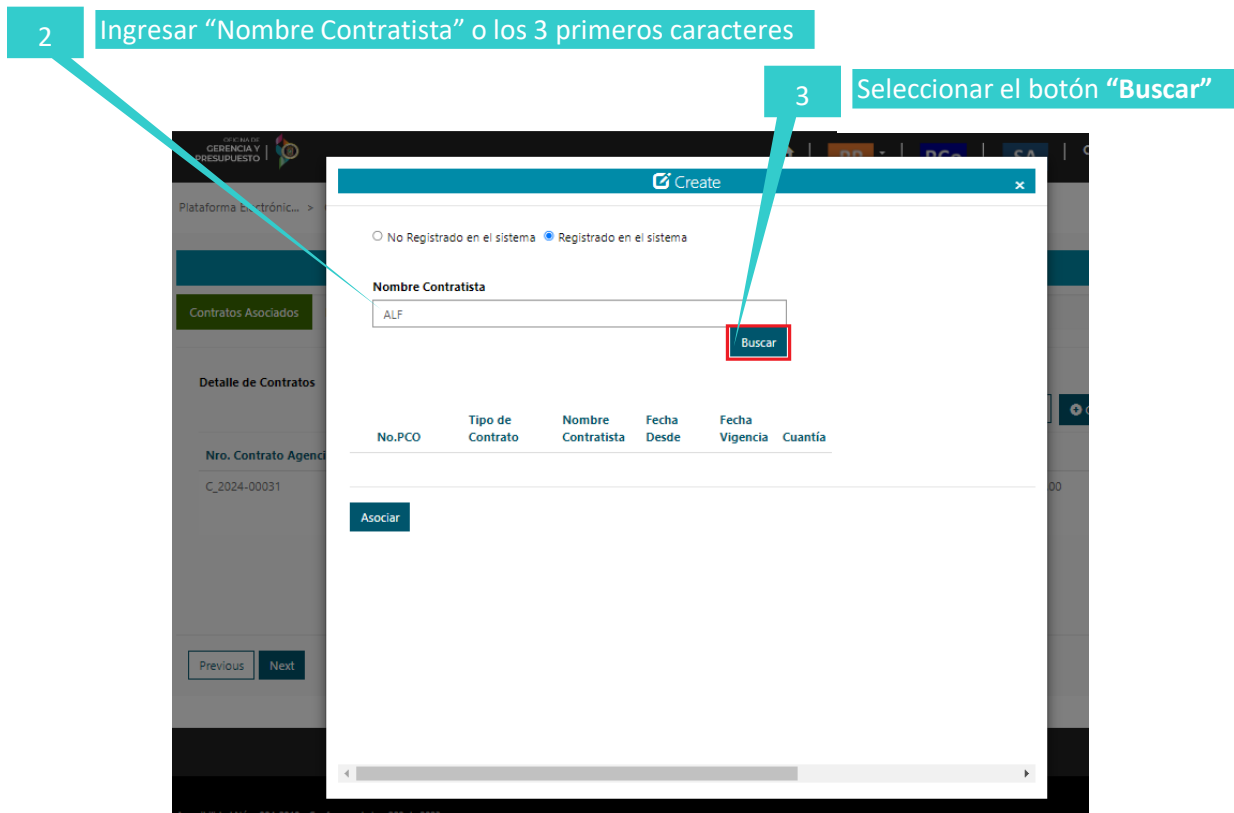 2
Ingresar “Nombre Contratista” o los 3 primeros caracteres
3
Seleccionar el botón “Buscar”
OFICINA DE
GERENCIA Y
PRESUPUESTO
Create
×
Plataforma Electrónic... >
No Registrado en el sistema
Registrado en el sistema
Nombre Contratista
ALF
Buscar
Contratos Asociados
Detalle de Contratos
No.PCO
Tipo de Contrato
Nombre Contratista
Fecha Desde
Fecha Vigencia
Cuantía
Nro. Contrato Agenci
C_2024-00031
00
Asociar
Previous
Next